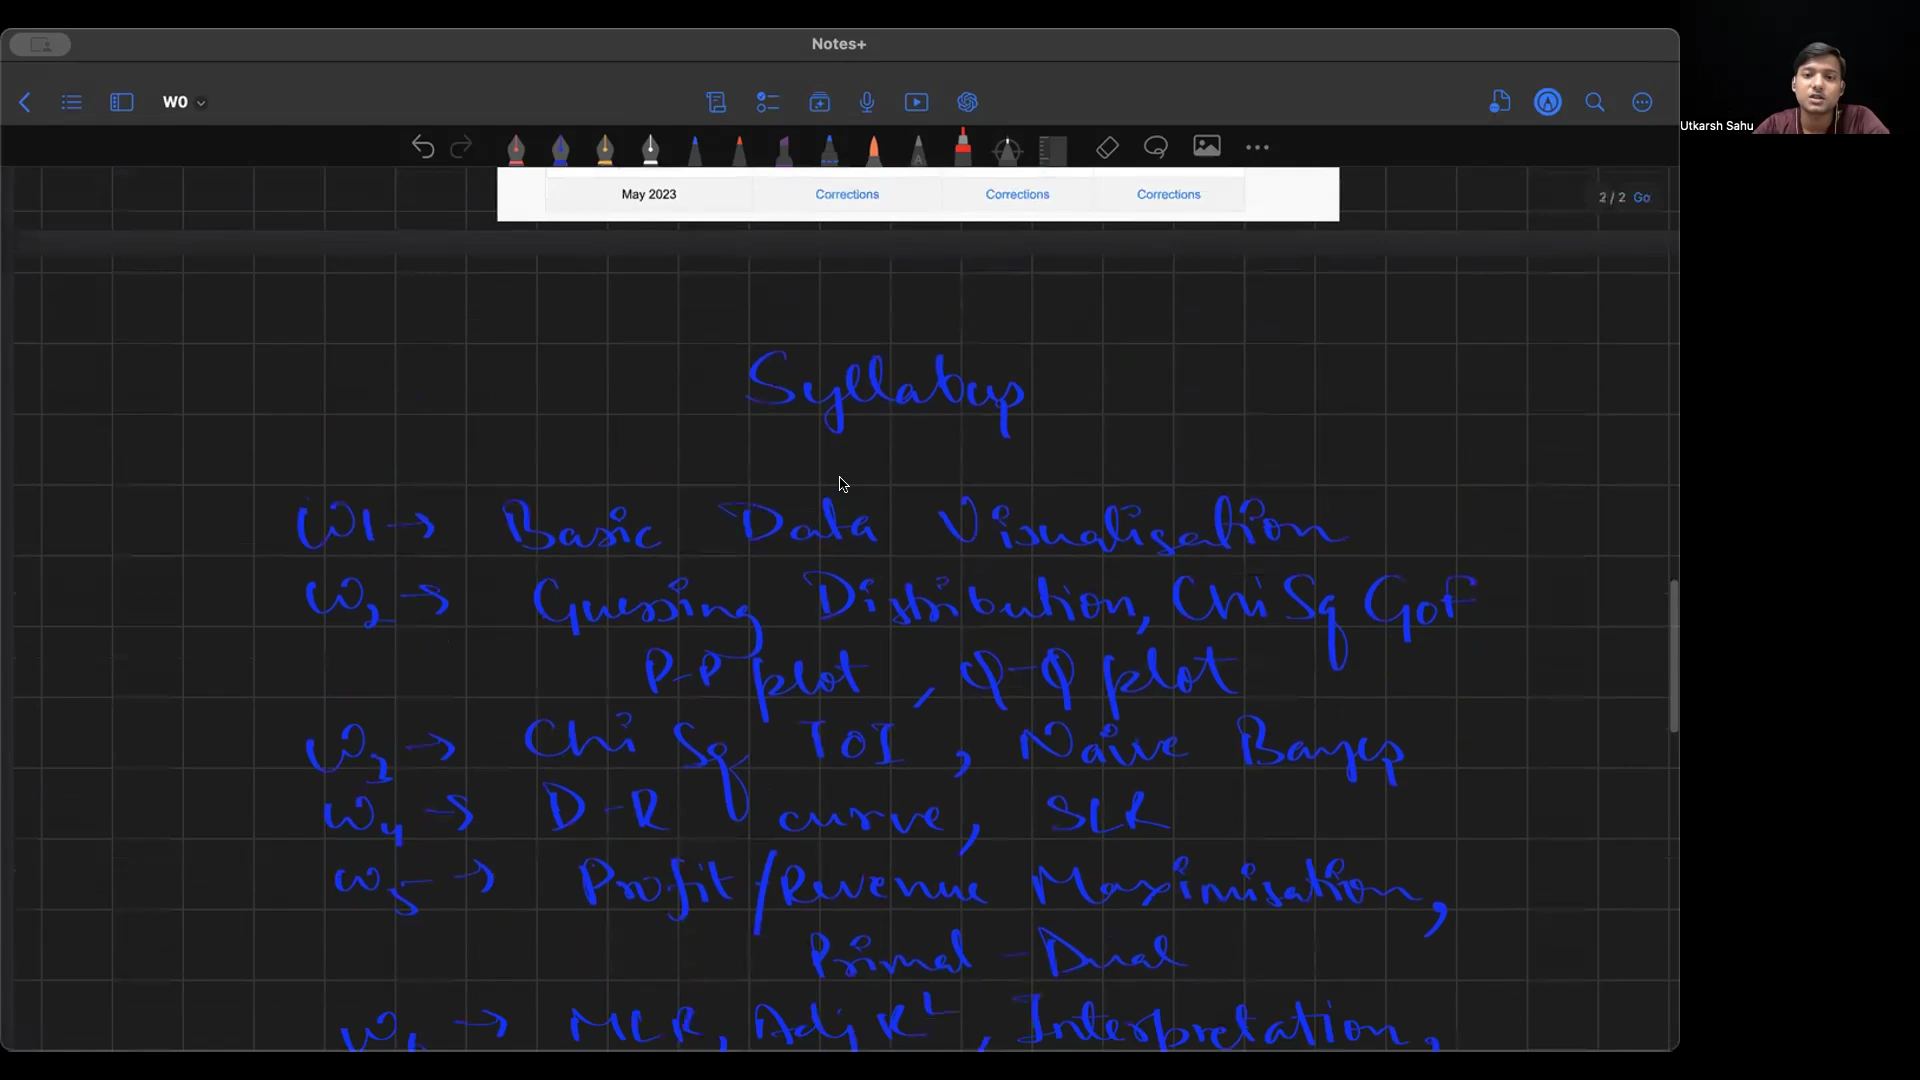 Notes+
W0
Utkarsh Sahu
May 2023 Corrections Corrections Corrections
2 / 2 Go
Syllabus
W1 → Basic Data Visualisation
W2 → Guessing Distribution, Chi Sq GoF
P-P plot, Q-Q plot
W3 → Chi Sq ToI, Naive Bayes
W4 → D-R curve, SLR
W5 → Profit/Revenue Maximisation,
Primal - Dual
W6 → MLR, Adj R², Interpretation,